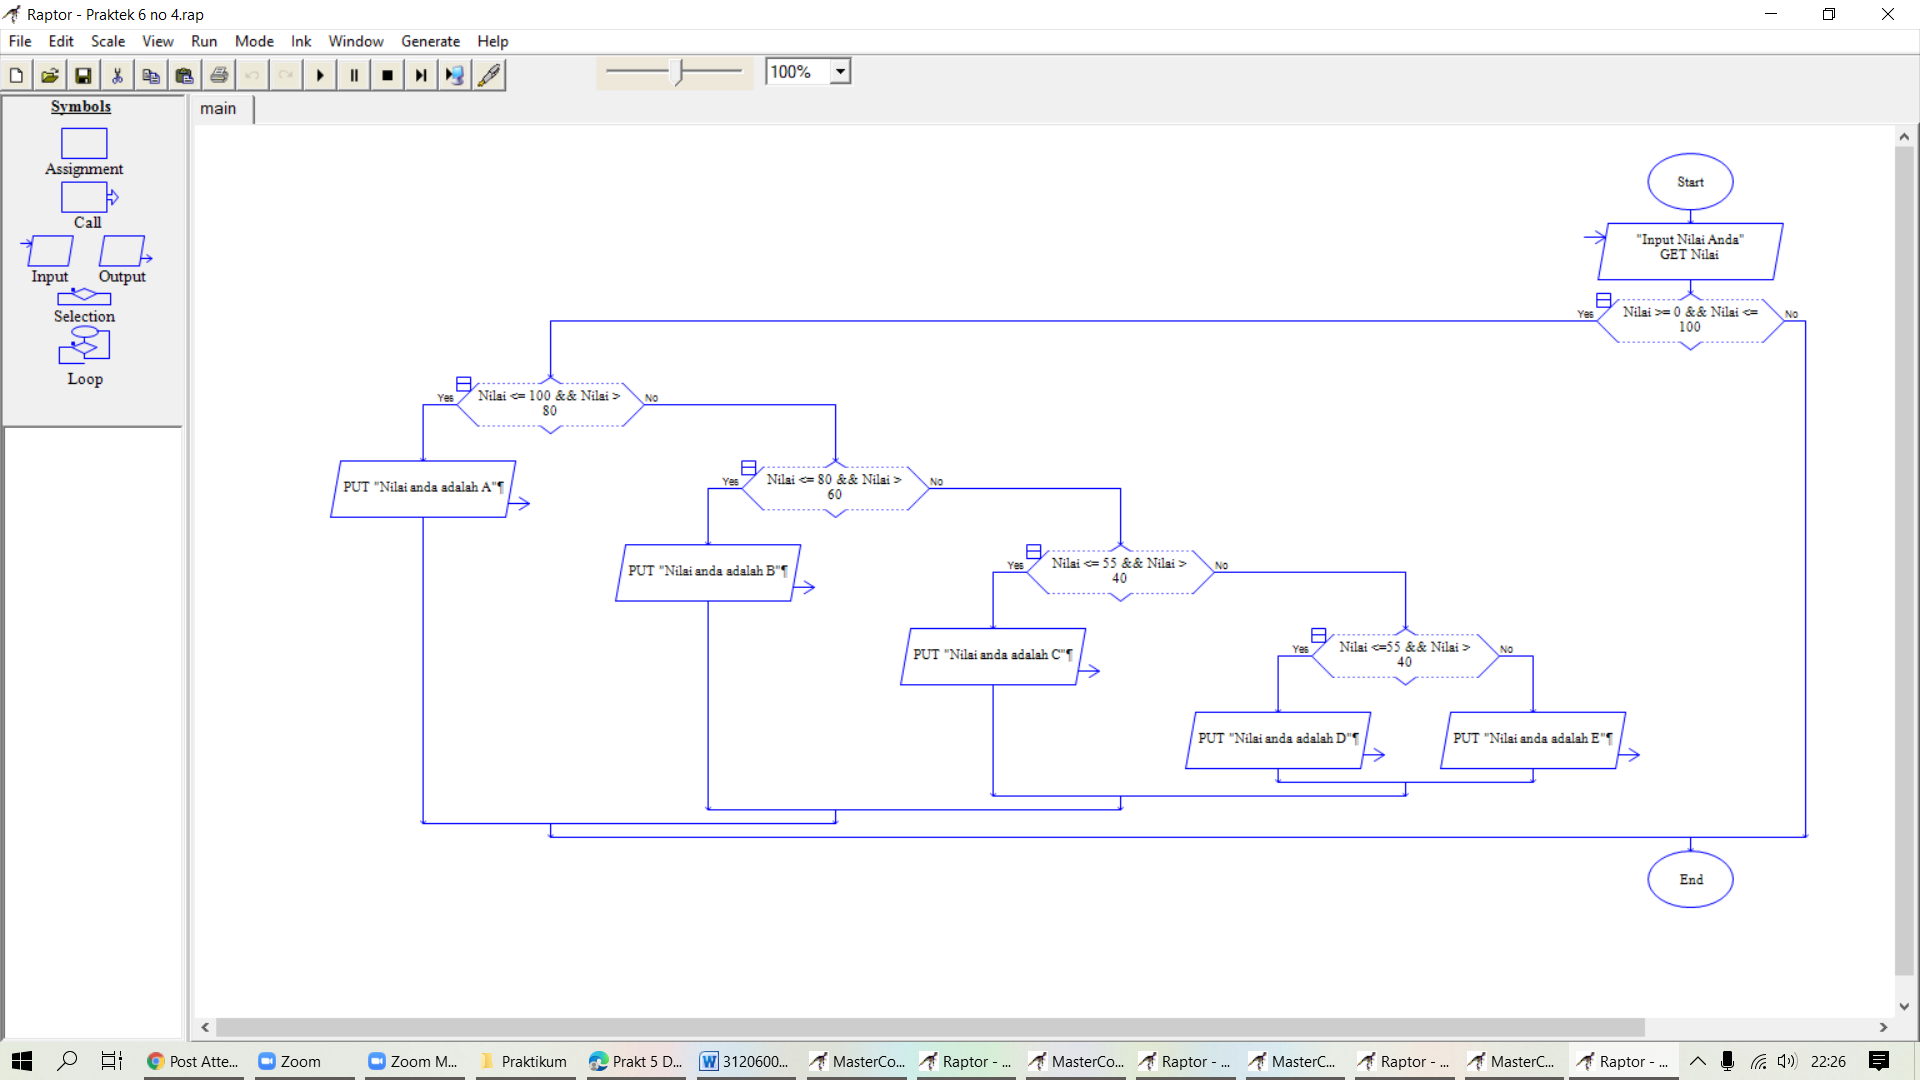 Raptor - Praktek 6 no 4.rap
File Edit Scale View Run Mode Ink Window Generate Help
100%
Symbols
Assignment
Call
Input Output
Selection
Loop
main
Start
"Input Nilai Anda"
GET Nilai
Yes
Nilai >= 0 && Nilai <=
100
No
Yes
Nilai <= 100 && Nilai >
80
No
PUT "Nilai anda adalah A"¶
Yes
Nilai <= 80 && Nilai >
60
No
PUT "Nilai anda adalah B"¶
Yes
Nilai <= 55 && Nilai >
40
No
PUT "Nilai anda adalah C"¶
Yes
Nilai <=55 && Nilai >
40
No
PUT "Nilai anda adalah D"¶
PUT "Nilai anda adalah E"¶
End
Post Atte... Zoom Zoom M... Praktikum Prakt 5 D... 3120600... MasterCo... Raptor - ... MasterCo... Raptor - ... MasterC... Raptor - ... MasterC... Raptor - ... 22:26